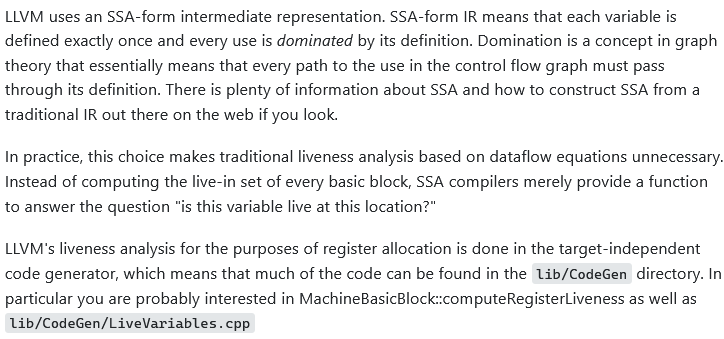 LLVM uses an SSA-form intermediate representation. SSA-form IR means that each variable is
defined exactly once and every use is dominated by its definition. Domination is a concept in graph
theory that essentially means that every path to the use in the control flow graph must pass
through its definition. There is plenty of information about SSA and how to construct SSA from a
traditional IR out there on the web if you look.
In practice, this choice makes traditional liveness analysis based on dataflow equations unnecessary.
Instead of computing the live-in set of every basic block, SSA compilers merely provide a function
to answer the question "is this variable live at this location?"
LLVM's liveness analysis for the purposes of register allocation is done in the target-independent
code generator, which means that much of the code can be found in the lib/CodeGen directory. In
particular you are probably interested in MachineBasicBlock::computeRegisterLiveness as well as
lib/CodeGen/LiveVariables.cpp